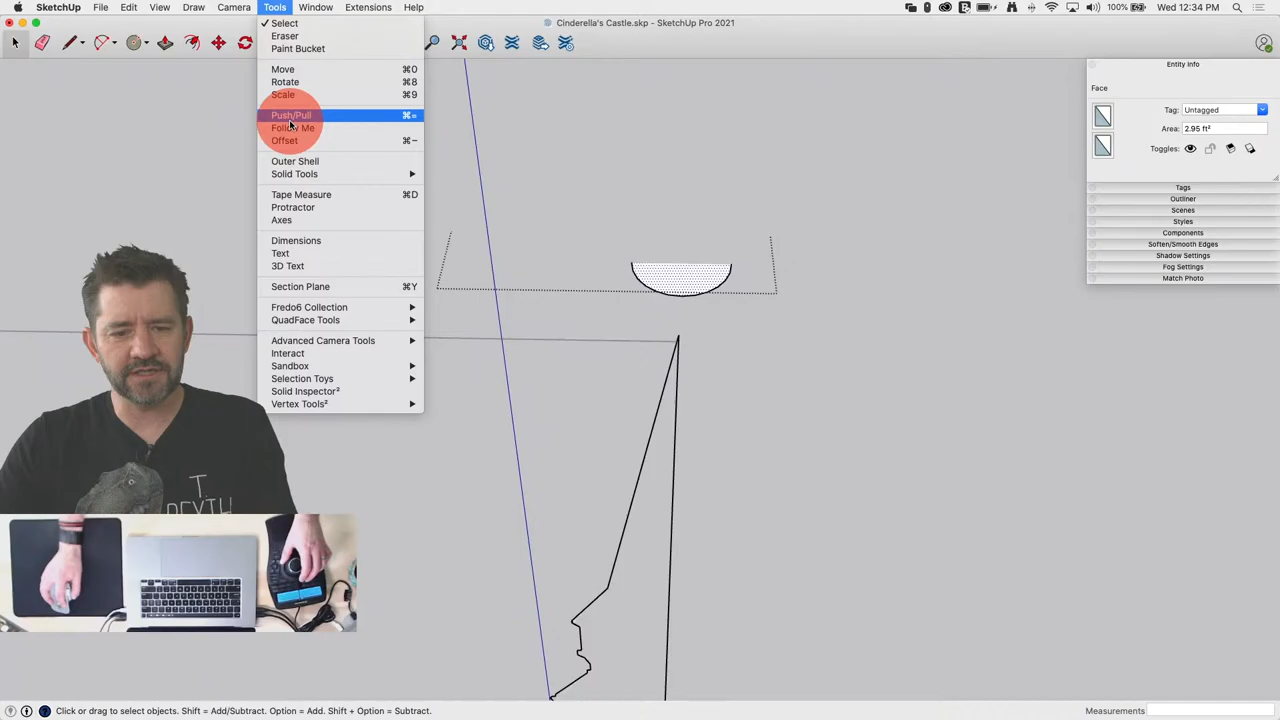 SketchUp File Edit View Draw Camera Tools Window Extensions Help 100% Wed 12:34 PM
Cinderella's Castle.skp - SketchUp Pro 2021
✓ Select
Eraser
Paint Bucket
Move ⌘0
Rotate ⌘8
Scale ⌘9
Push/Pull ⌘=
Follow Me
Offset ⌘-
Outer Shell
Solid Tools
Tape Measure ⌘D
Protractor
Axes
Dimensions
Text
3D Text
Section Plane ⌘Y
Fredo6 Collection
QuadFace Tools
Advanced Camera Tools
Interact
Sandbox
Selection Toys
Solid Inspector²
Vertex Tools²
Entity Info
Face
Tag: Untagged
Area: 2.95 ft²
Toggles:
Tags
Outliner
Scenes
Styles
Components
Soften/Smooth Edges
Shadow Settings
Fog Settings
Match Photo
T.
Click or drag to select objects. Shift = Add/Subtract. Option = Add. Shift + Option = Subtract.
Measurements